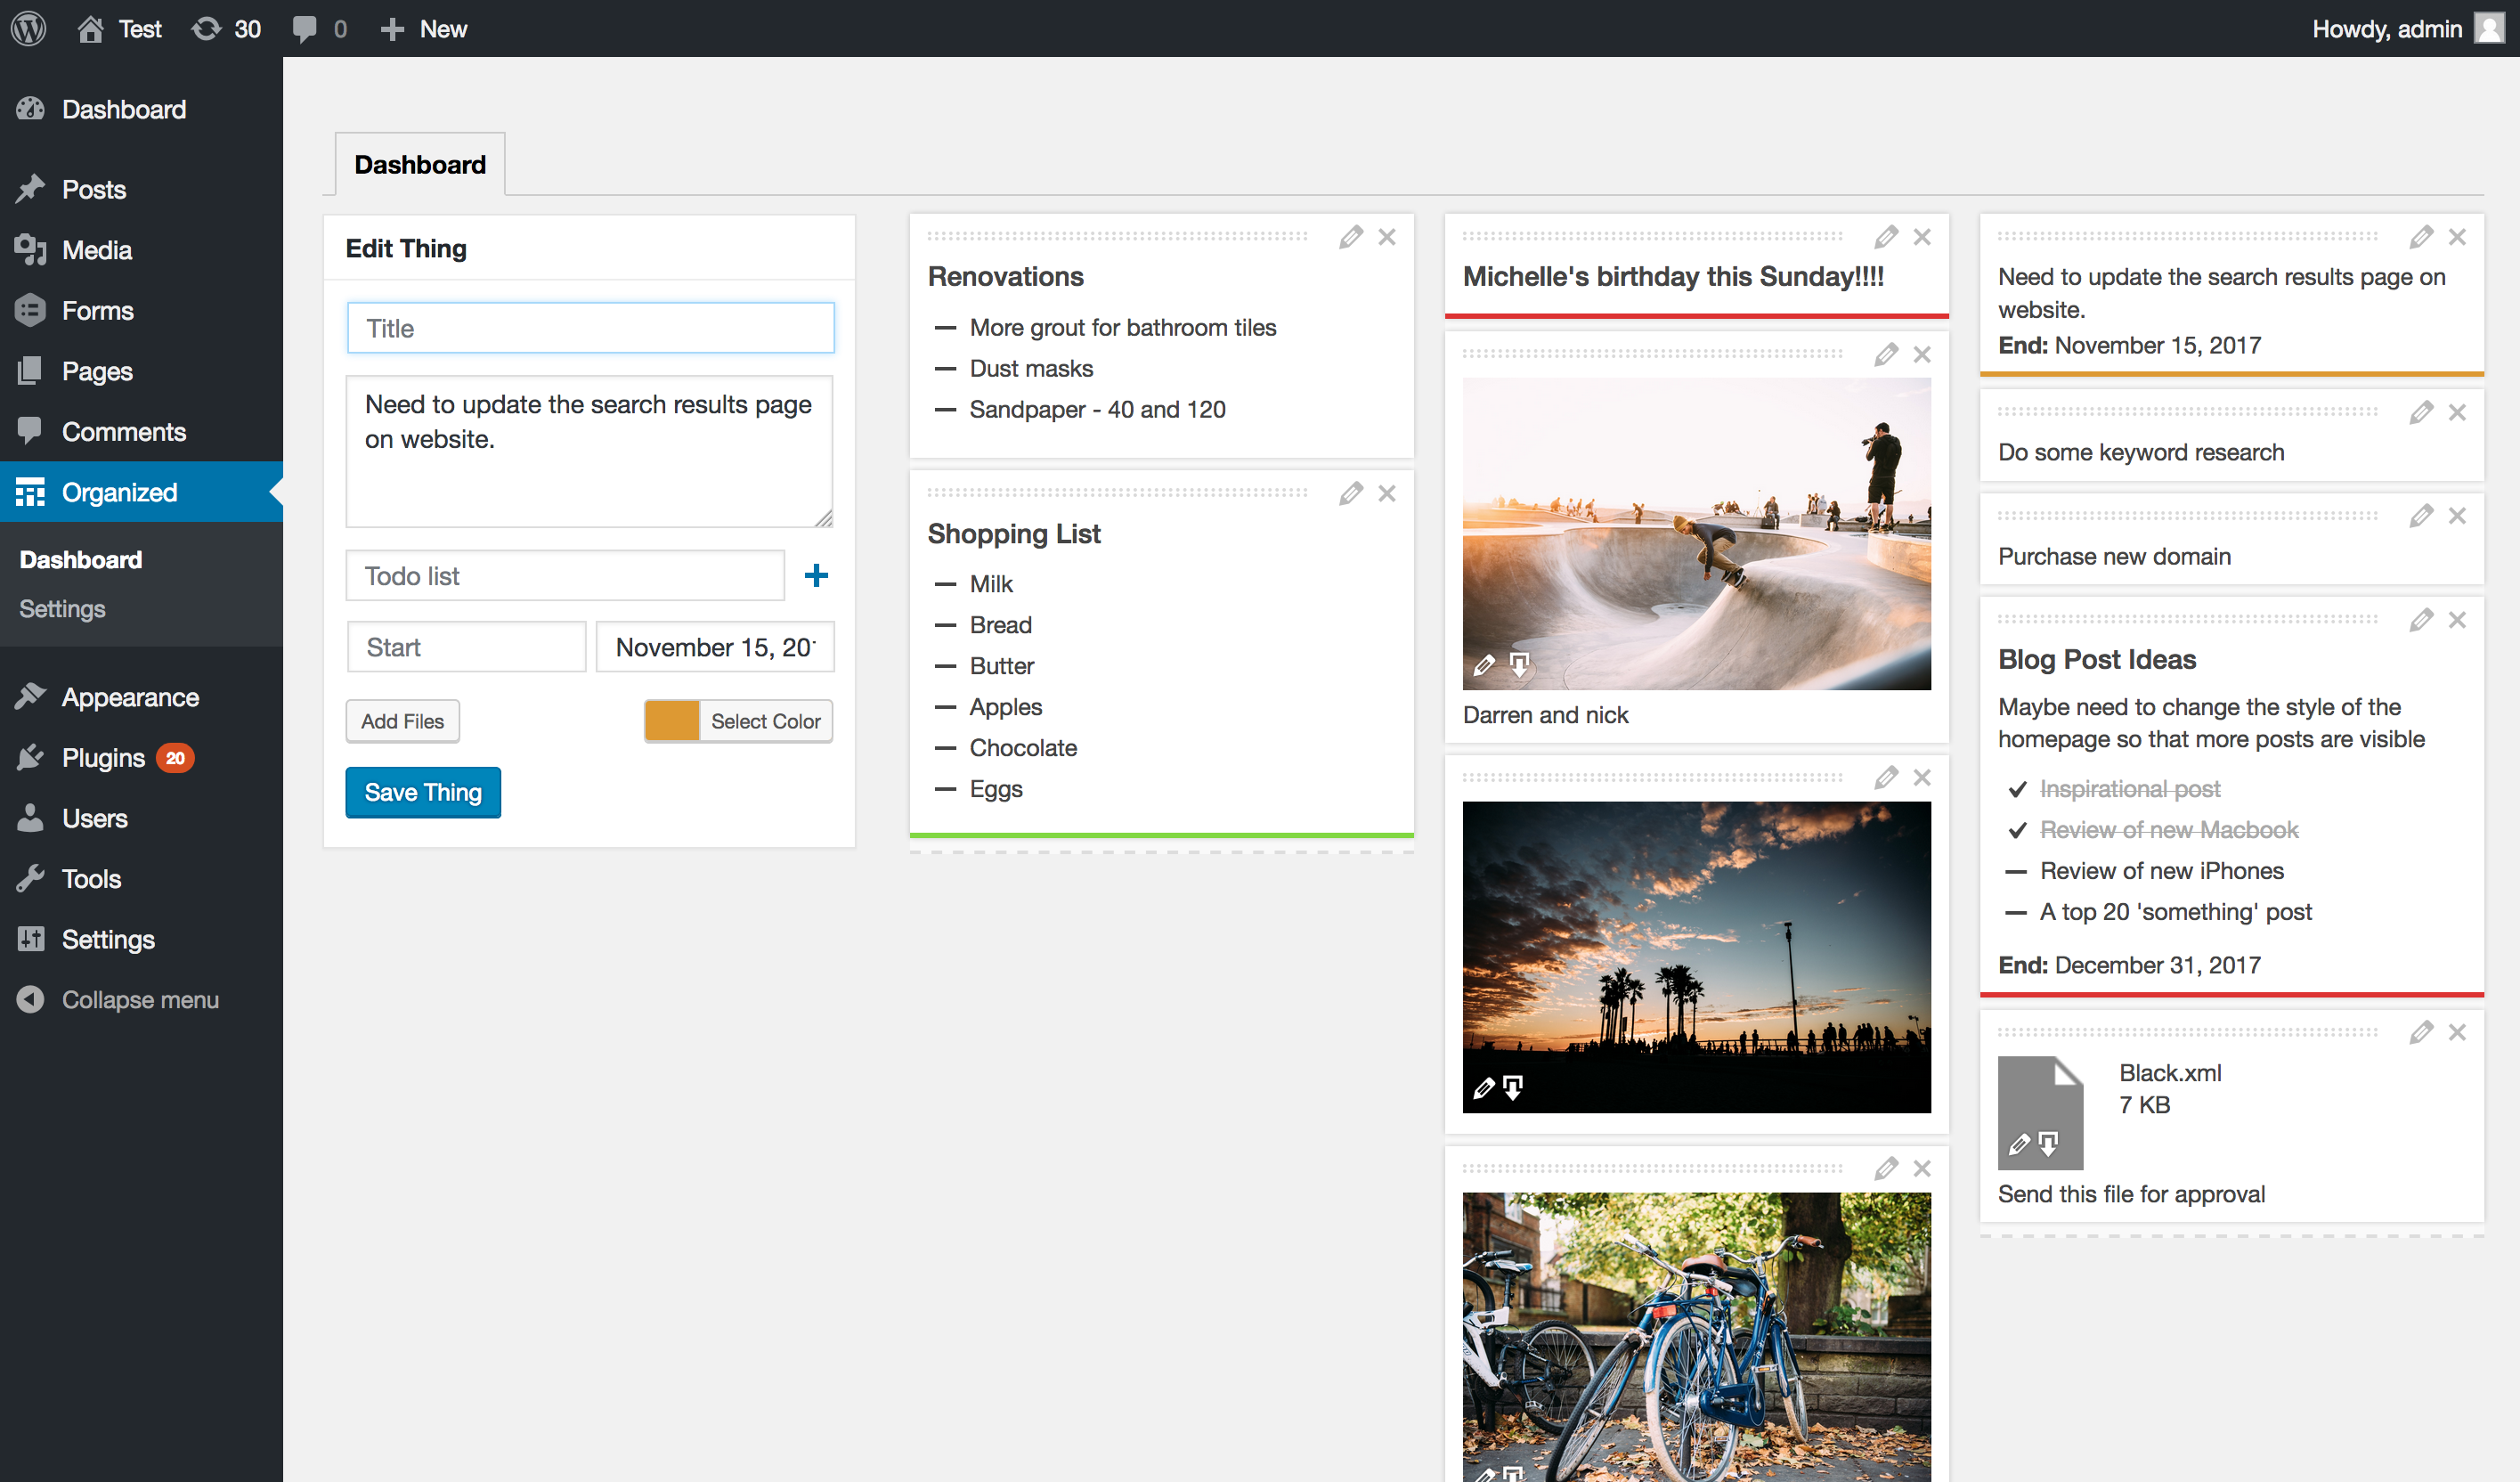 Test
30
0
New
Howdy, admin
Dashboard
Posts
Media
Forms
Pages
Comments
Organized
Dashboard
Settings
Appearance
Plugins 20
Users
Tools
Settings
Collapse menu
Dashboard
Edit Thing
Title
Need to update the search results page
on website.
Todo list
Start
November 15, 20
Add Files
Select Color
Save Thing
Renovations
More grout for bathroom tiles
Dust masks
Sandpaper - 40 and 120
Shopping List
Milk
Bread
Butter
Apples
Chocolate
Eggs
Michelle's birthday this Sunday!!!!
Darren and nick
Need to update the search results page on
website.
End: November 15, 2017
Do some keyword research
Purchase new domain
Blog Post Ideas
Maybe need to change the style of the
homepage so that more posts are visible
Inspirational post
Review of new Macbook
Review of new iPhones
A top 20 'something' post
End: December 31, 2017
Black.xml
7 KB
Send this file for approval